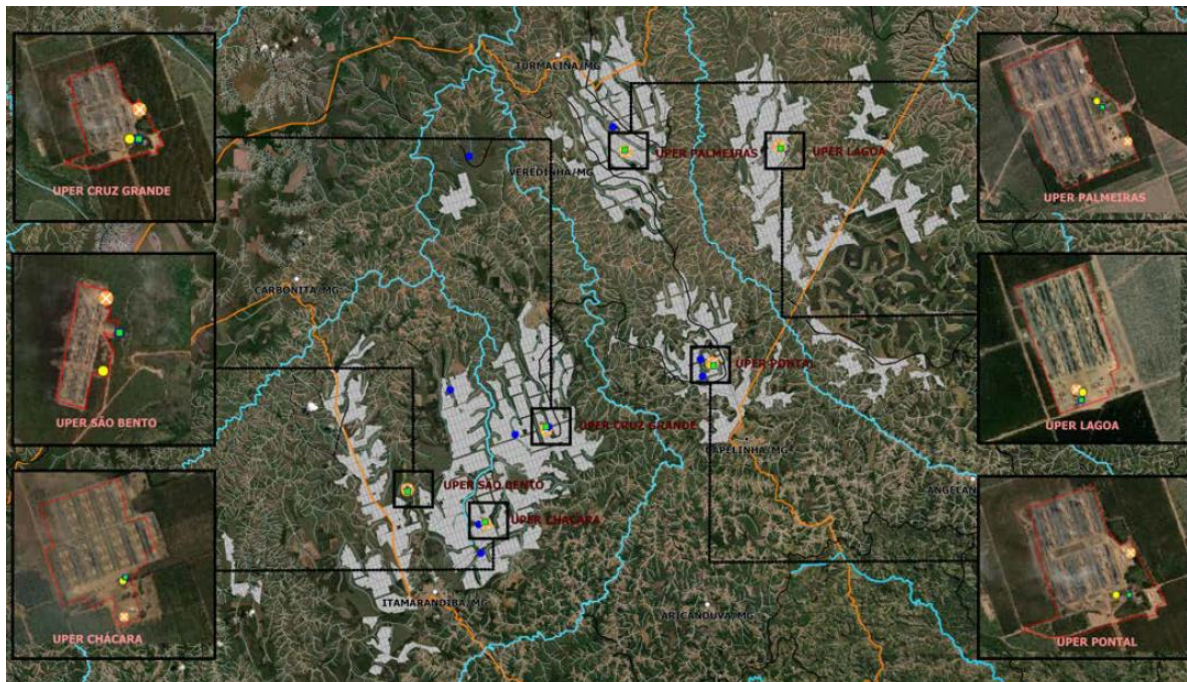 TURMALINA/MG
VEREDINHA/MG
UPER PALMEIRAS
UPER LAGOA
UPER CRUZ GRANDE
UPER PALMEIRAS
CARBONITA/MG
UPER PONTAL
UPER SÃO BENTO
UPER CRUZ GRANDE
UPER LAGOA
CAPELINHA/MG
UPER SÃO BENTO
ANGELAN
UPER CHÁCARA
ITAMARANDIBA/MG
ARICANDUVA/MG
UPER CHÁCARA
UPER PONTAL